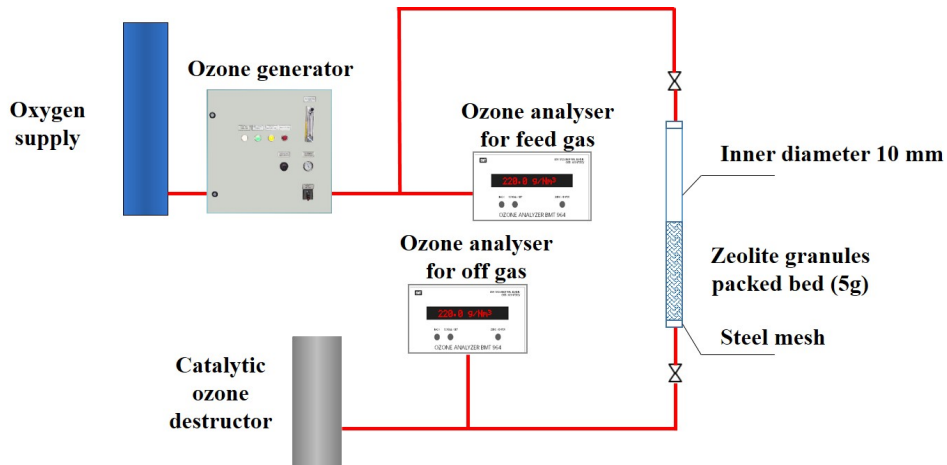 Oxygen
supply
Ozone generator
Ozone analyser
for feed gas
BMT
220.0 g/Nm³
OZONE ANALYZER BMT 964
Inner diameter 10 mm
Ozone analyser
for off gas
BMT
220.0 g/Nm³
OZONE ANALYZER BMT 964
Zeolite granules
packed bed (5g)
Steel mesh
Catalytic
ozone
destructor